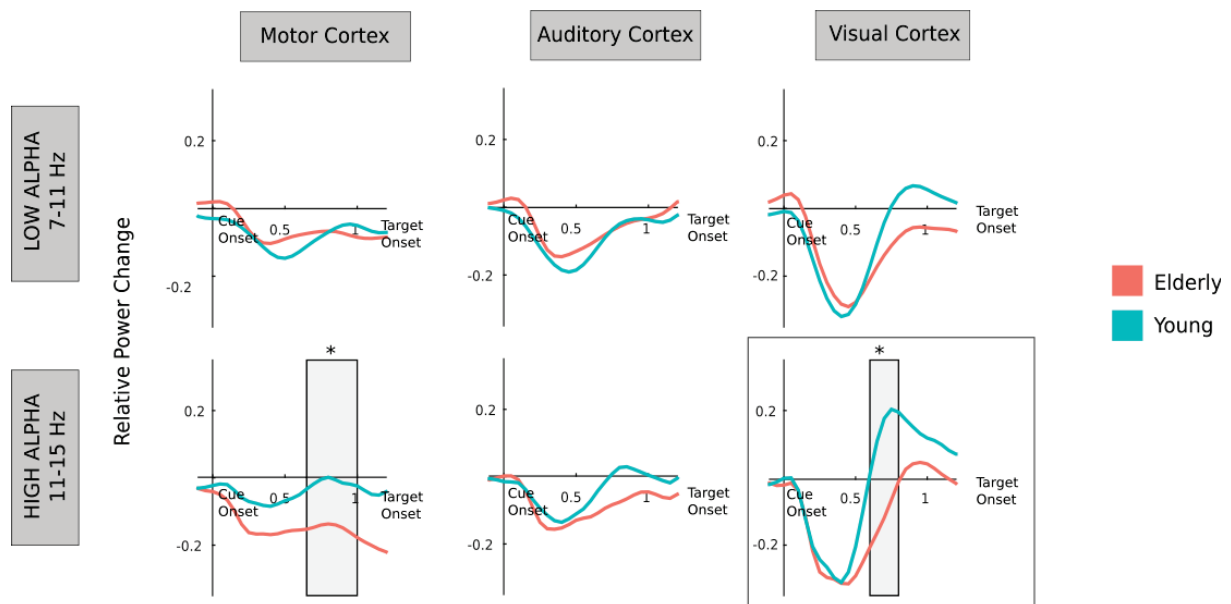 Motor Cortex
Auditory Cortex
Visual Cortex
LOW ALPHA
7-11 Hz
HIGH ALPHA
11-15 Hz
Relative Power Change
0.2
-0.2
Cue
Onset
0.5
1
Target
Onset
0.2
-0.2
Cue
Onset
0.5
1
Target
Onset
0.2
-0.2
Cue
Onset
0.5
1
Target
Onset
Elderly
Young
*
0.2
-0.2
Cue
Onset
0.5
1
Target
Onset
0.2
-0.2
Cue
Onset
0.5
1
Target
Onset
*
0.2
-0.2
Cue
Onset
0.5
1
Target
Onset